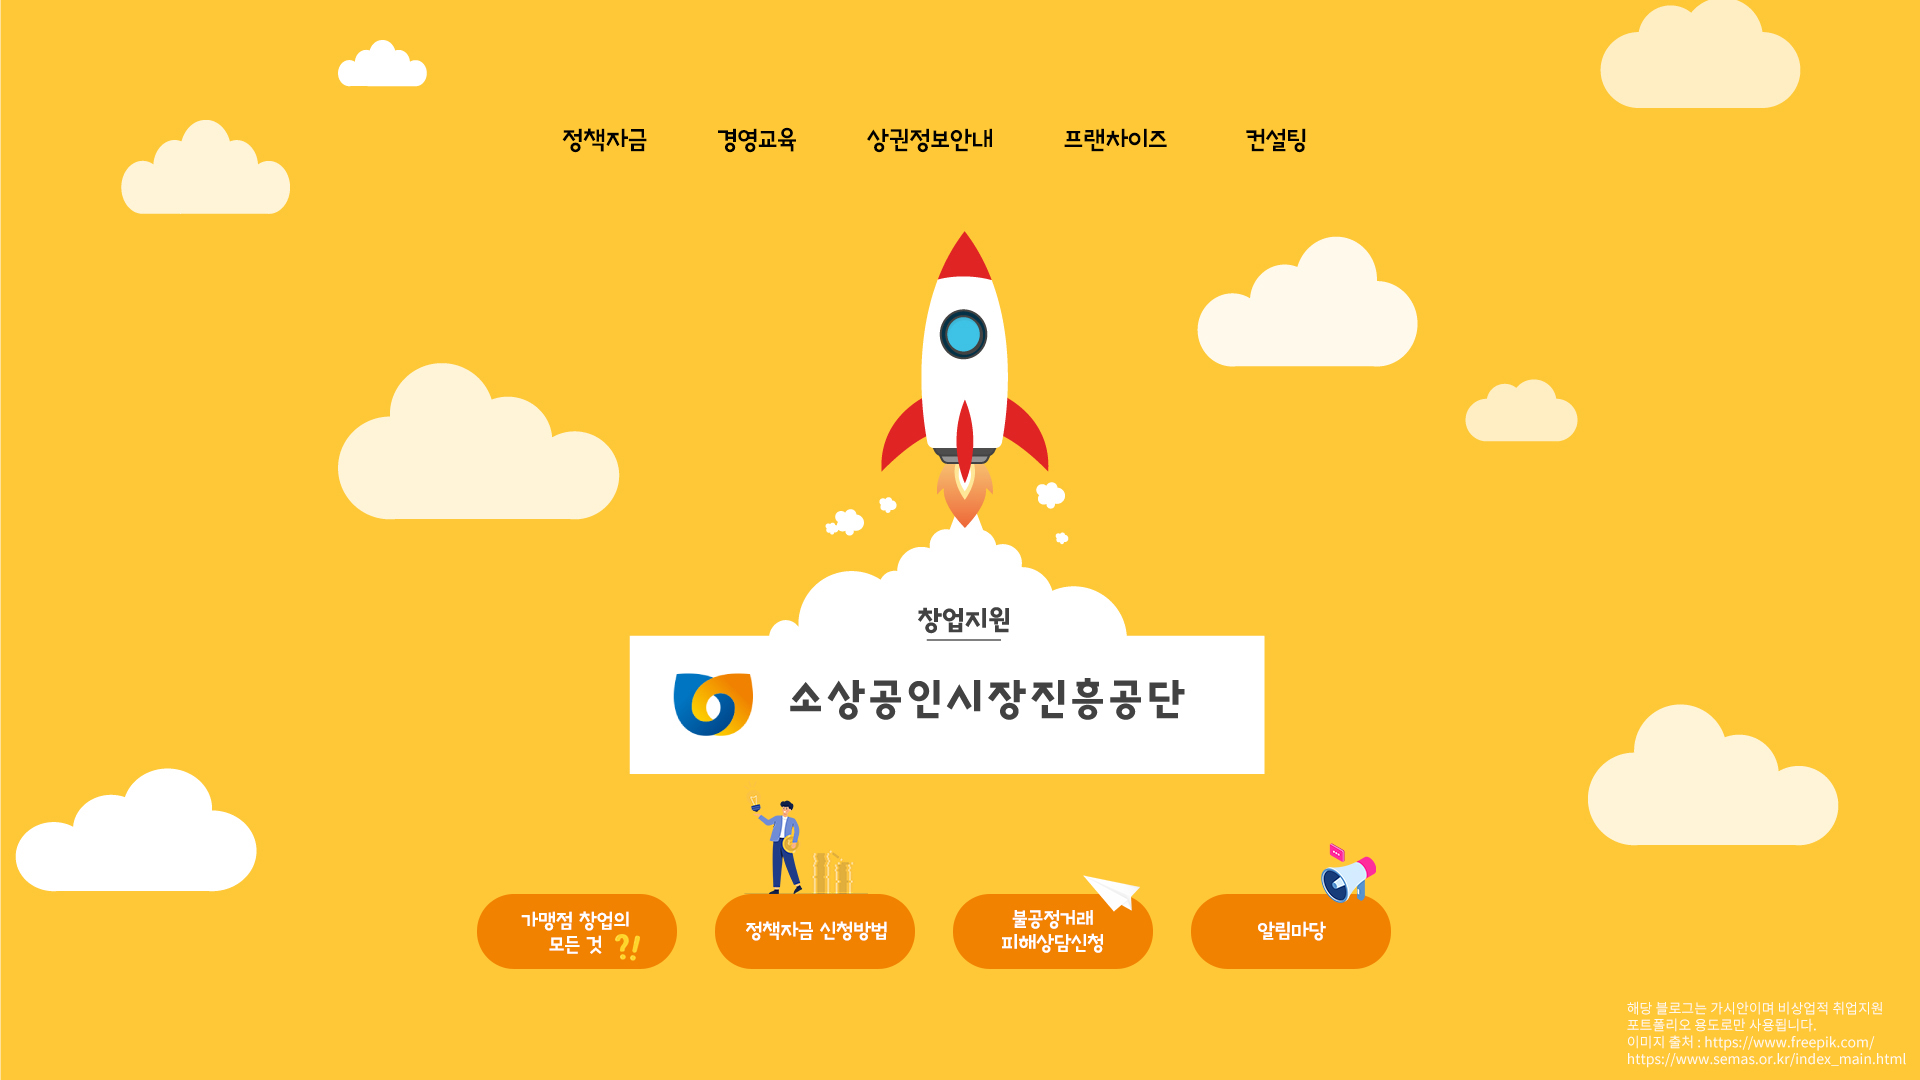 정책자금 경영교육 상권정보안내 프랜차이즈 컨설팅
창업지원
소상공인시장진흥공단
가맹점 창업의
모든 것 ?!
정책자금 신청방법
불공정거래
피해상담신청
알림마당
해당 블로그는 가시안이며 비상업적 취업지원
포트폴리오 용도로만 사용됩니다.
이미지 출처 : https://www.freepik.com/
https://www.semas.or.kr/index_main.html